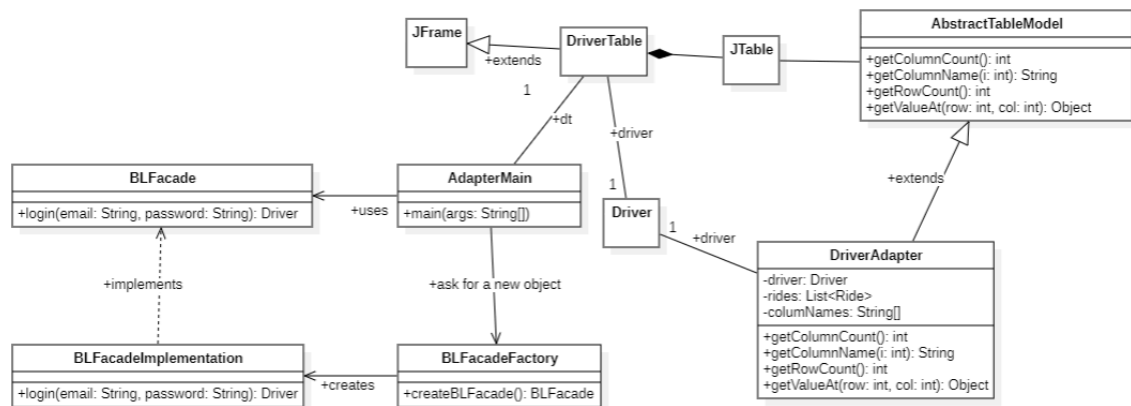 JFrame
+extends
DriverTable
JTable
AbstractTableModel
+getColumnCount(): int
+getColumnName(i: int): String
+getRowCount(): int
+getValueAt(row: int, col: int): Object
1
+dt
+driver
+extends
BLFacade
+login(email: String, password: String): Driver
+uses
AdapterMain
+main(args: String[])
1
Driver
1
+driver
DriverAdapter
-driver: Driver
-rides: List<Ride>
-columNames: String[]
+getColumnCount(): int
+getColumnName(i: int): String
+getRowCount(): int
+getValueAt(row: int, col: int): Object
+implements
+ask for a new object
BLFacadeImplementation
+login(email: String, password: String): Driver
+creates
BLFacadeFactory
+createBLFacade(): BLFacade